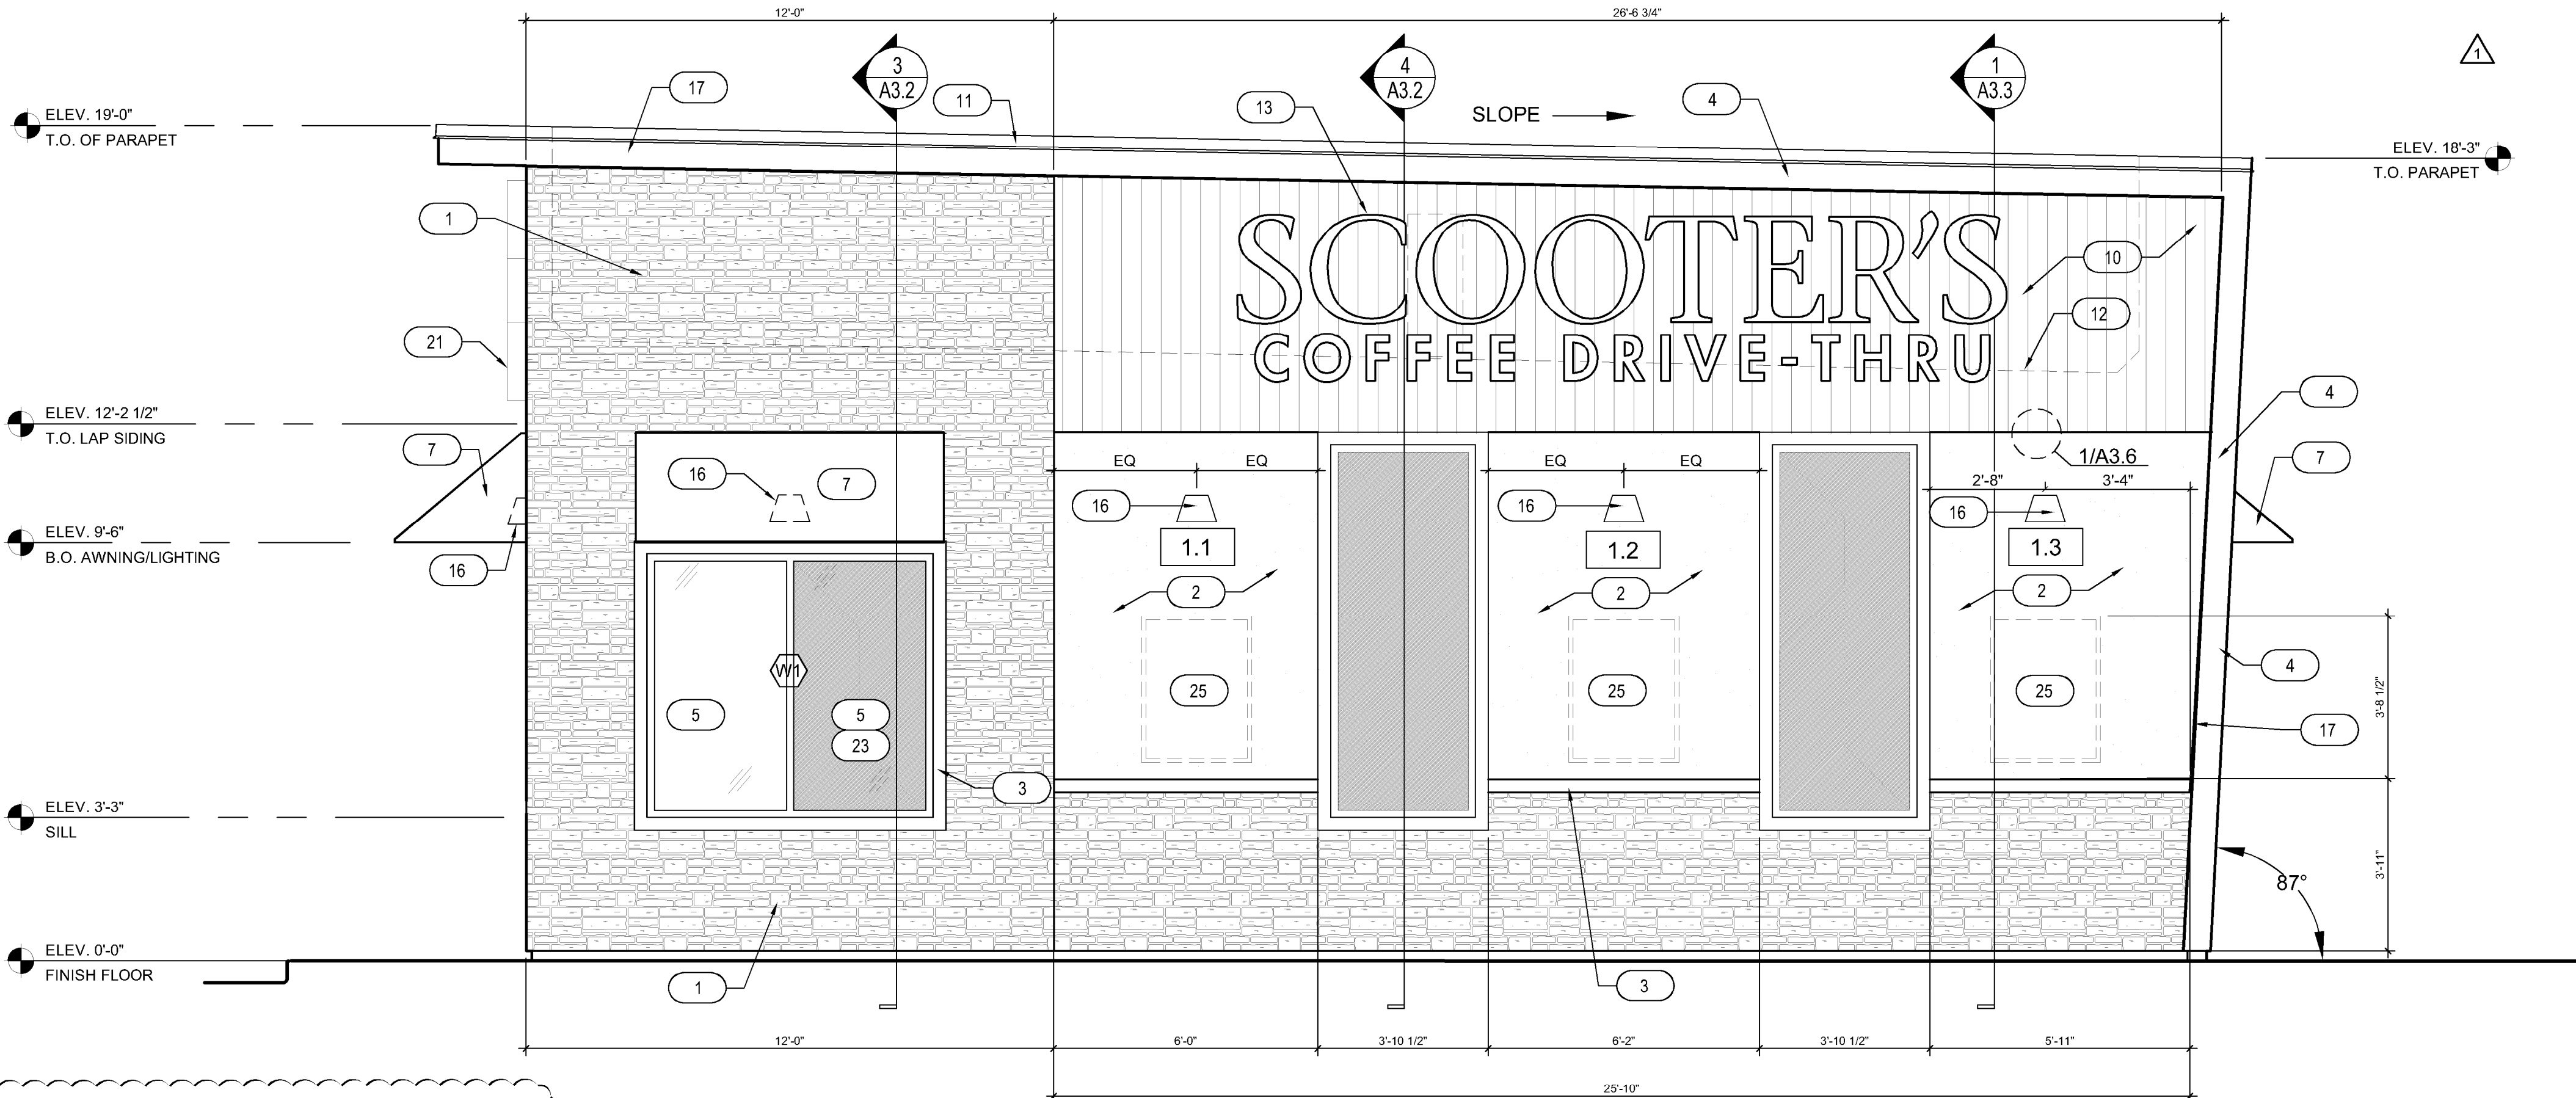 12'-0"
26'-6 3/4"
1
3
A3.2
4
A3.2
1
A3.3
17
11
13
SLOPE
4
ELEV. 19'-0"
T.O. OF PARAPET
ELEV. 18'-3"
T.O. PARAPET
1
SCOOTER'S
COFFEE DRIVE-THRU
10
12
21
4
ELEV. 12'-2 1/2"
T.O. LAP SIDING
7
16
7
EQ
EQ
EQ
EQ
1/A3.6
7
2'-8"
3'-4"
16
16
16
ELEV. 9'-6"
B.O. AWNING/LIGHTING
16
1.1
1.2
1.3
2
2
2
W1
25
25
25
4
3'-8 1/2"
5
5
23
17
3
ELEV. 3'-3"
SILL
3'-11"
87°
ELEV. 0'-0"
FINISH FLOOR
1
3
12'-0"
6'-0"
3'-10 1/2"
6'-2"
3'-10 1/2"
5'-11"
25'-10"